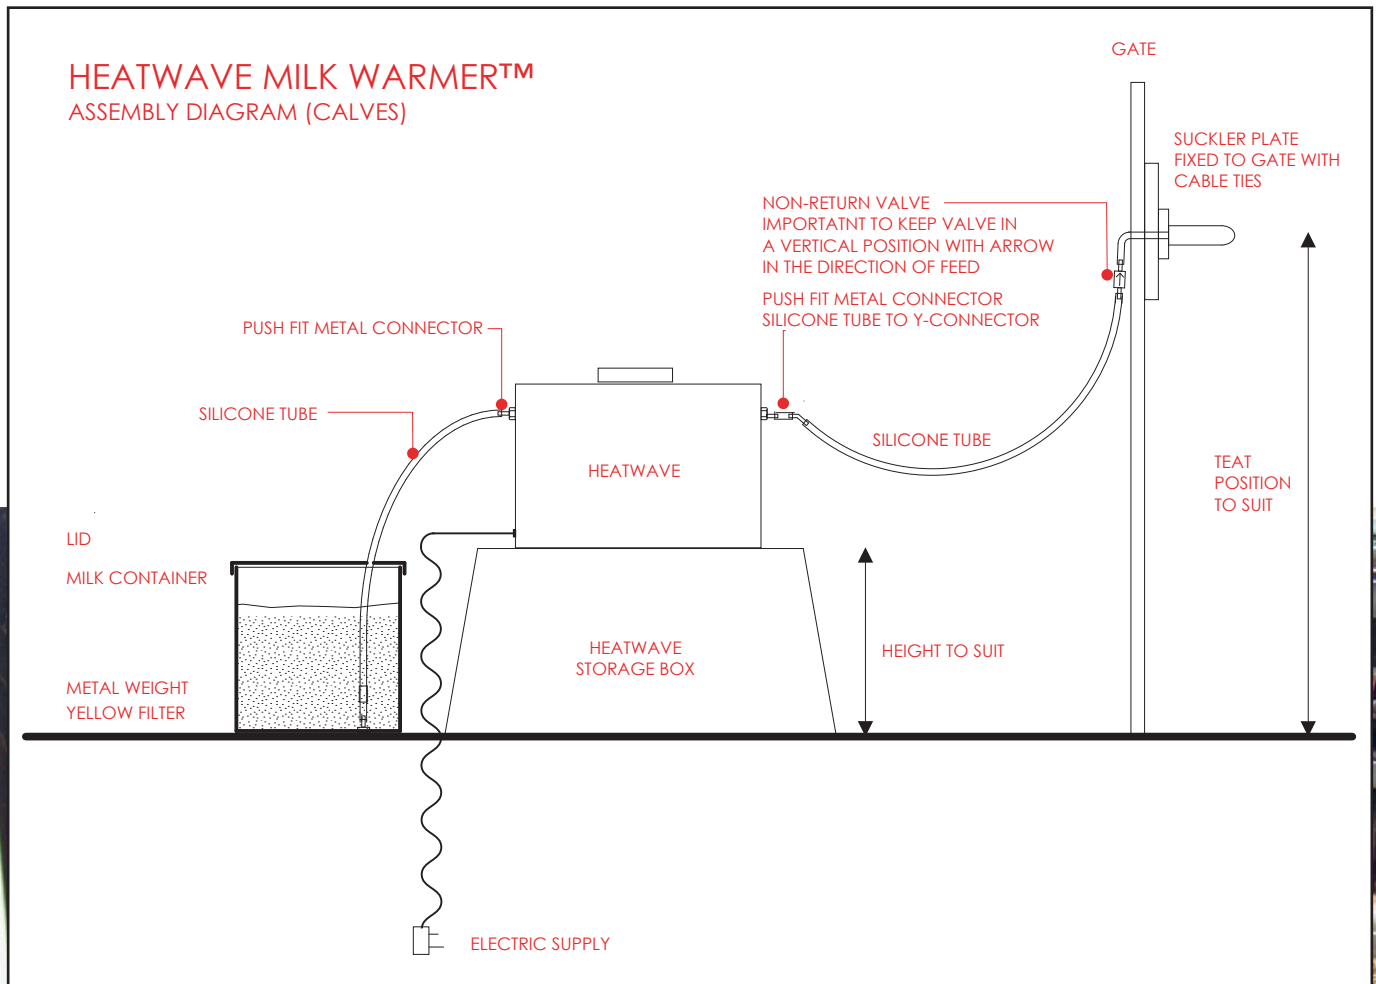 HEATWAVE MILK WARMER™
ASSEMBLY DIAGRAM (CALVES)
GATE
SUCKLER PLATE
FIXED TO GATE WITH
CABLE TIES
NON-RETURN VALVE
IMPORTATNT TO KEEP VALVE IN
A VERTICAL POSITION WITH ARROW
IN THE DIRECTION OF FEED
PUSH FIT METAL CONNECTOR
SILICONE TUBE TO Y-CONNECTOR
PUSH FIT METAL CONNECTOR
SILICONE TUBE
SILICONE TUBE
HEATWAVE
TEAT
POSITION
TO SUIT
LID
MILK CONTAINER
HEATWAVE
STORAGE BOX
HEIGHT TO SUIT
METAL WEIGHT
YELLOW FILTER
ELECTRIC SUPPLY